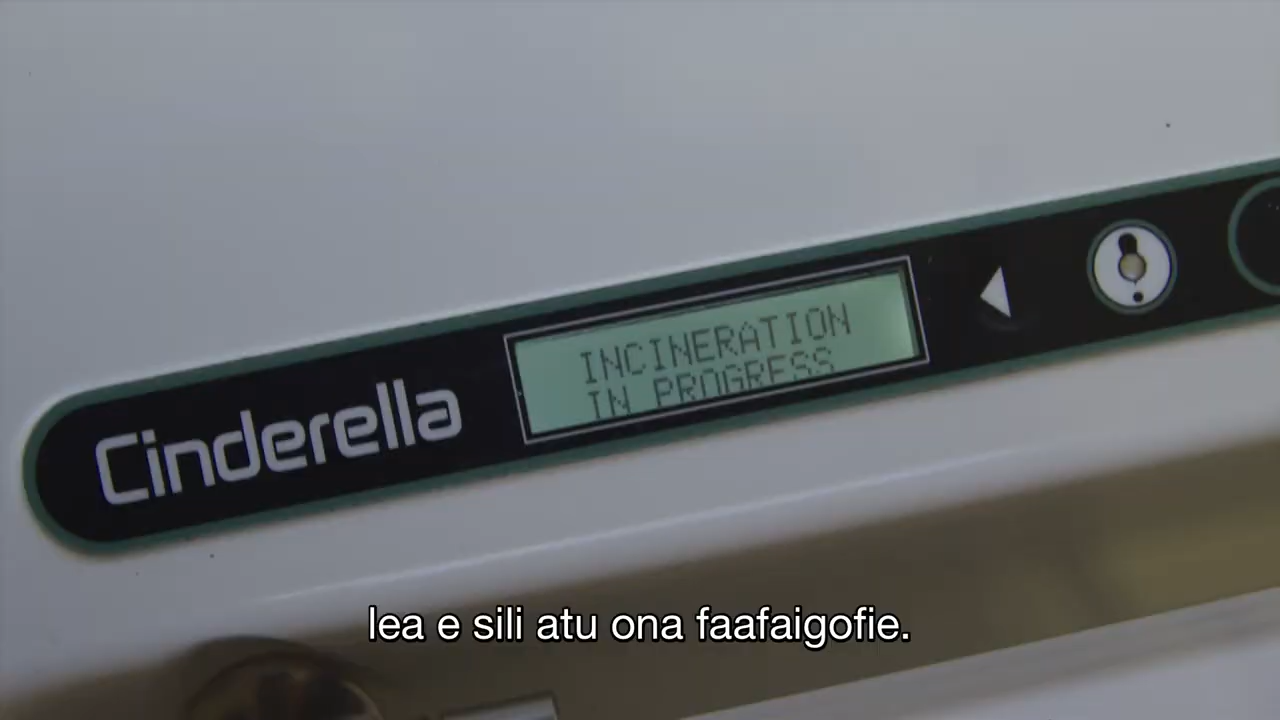 Cinderella
INCINERATION
IN PROGRESS
lea e sili atu ona faafaigofie.